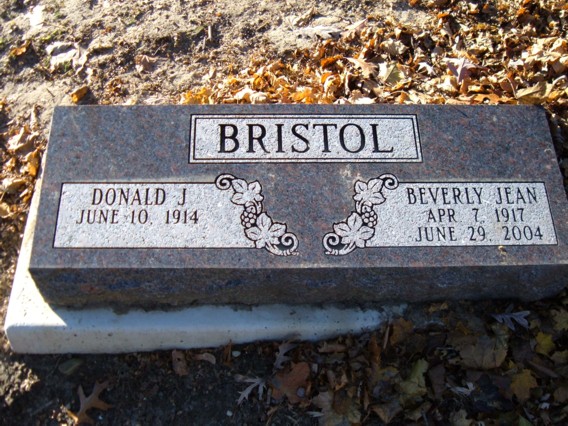 BRISTOL
DONALD J
JUNE 10, 1914
BEVERLY JEAN
APR 7, 1917
JUNE 29, 2004